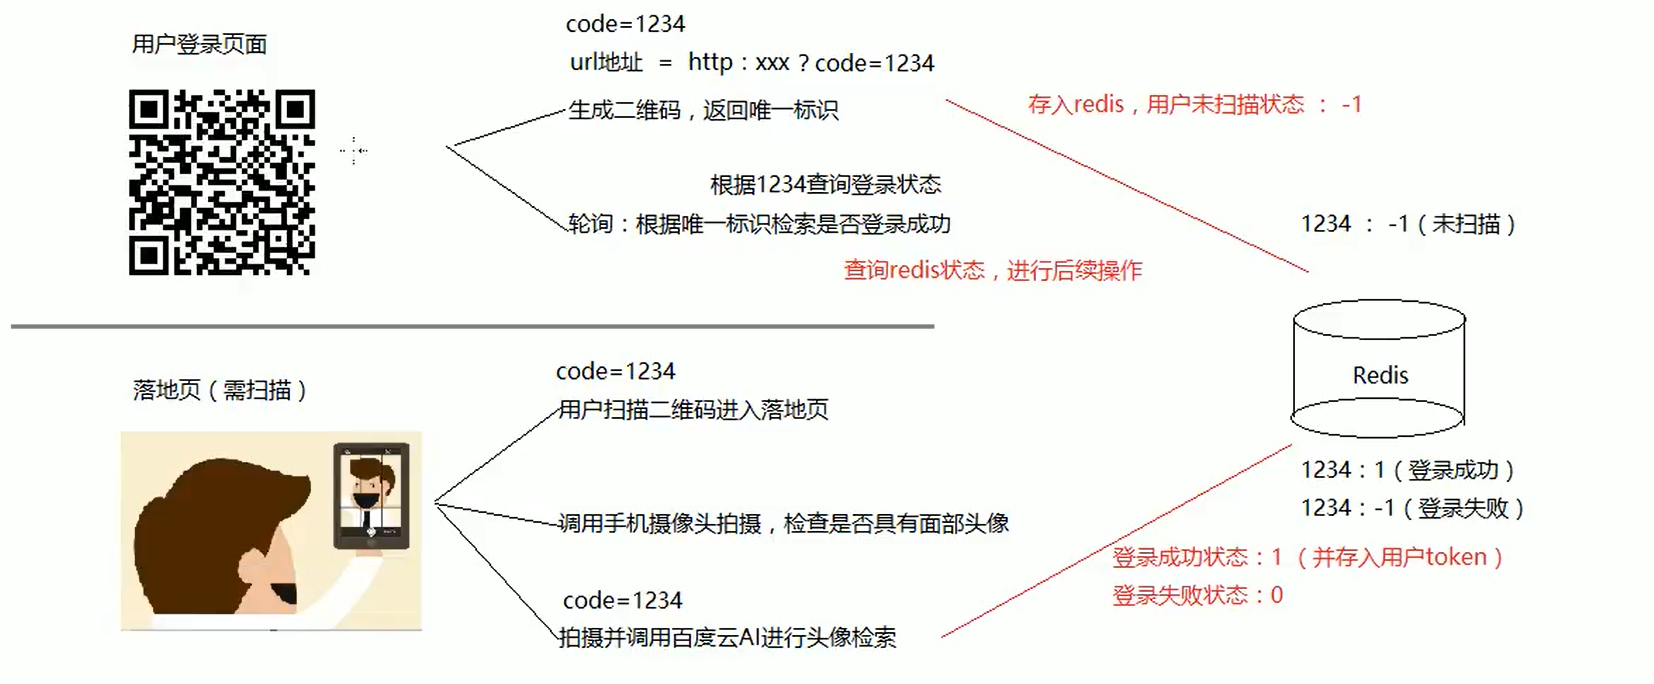 用户登录页面
code=1234
url地址 = http：xxx？code=1234
生成二维码，返回唯一标识
存入redis，用户未扫描状态 ： -1
根据1234查询登录状态
轮询：根据唯一标识检索是否登录成功
查询redis状态，进行后续操作
1234 ： -1（未扫描）
Redis
落地页（需扫描）
code=1234
用户扫描二维码进入落地页
调用手机摄像头拍摄，检查是否具有面部头像
code=1234
拍摄并调用百度云AI进行头像检索
1234：1（登录成功）
1234：-1（登录失败）
登录成功状态：1（并存入用户token）
登录失败状态：0